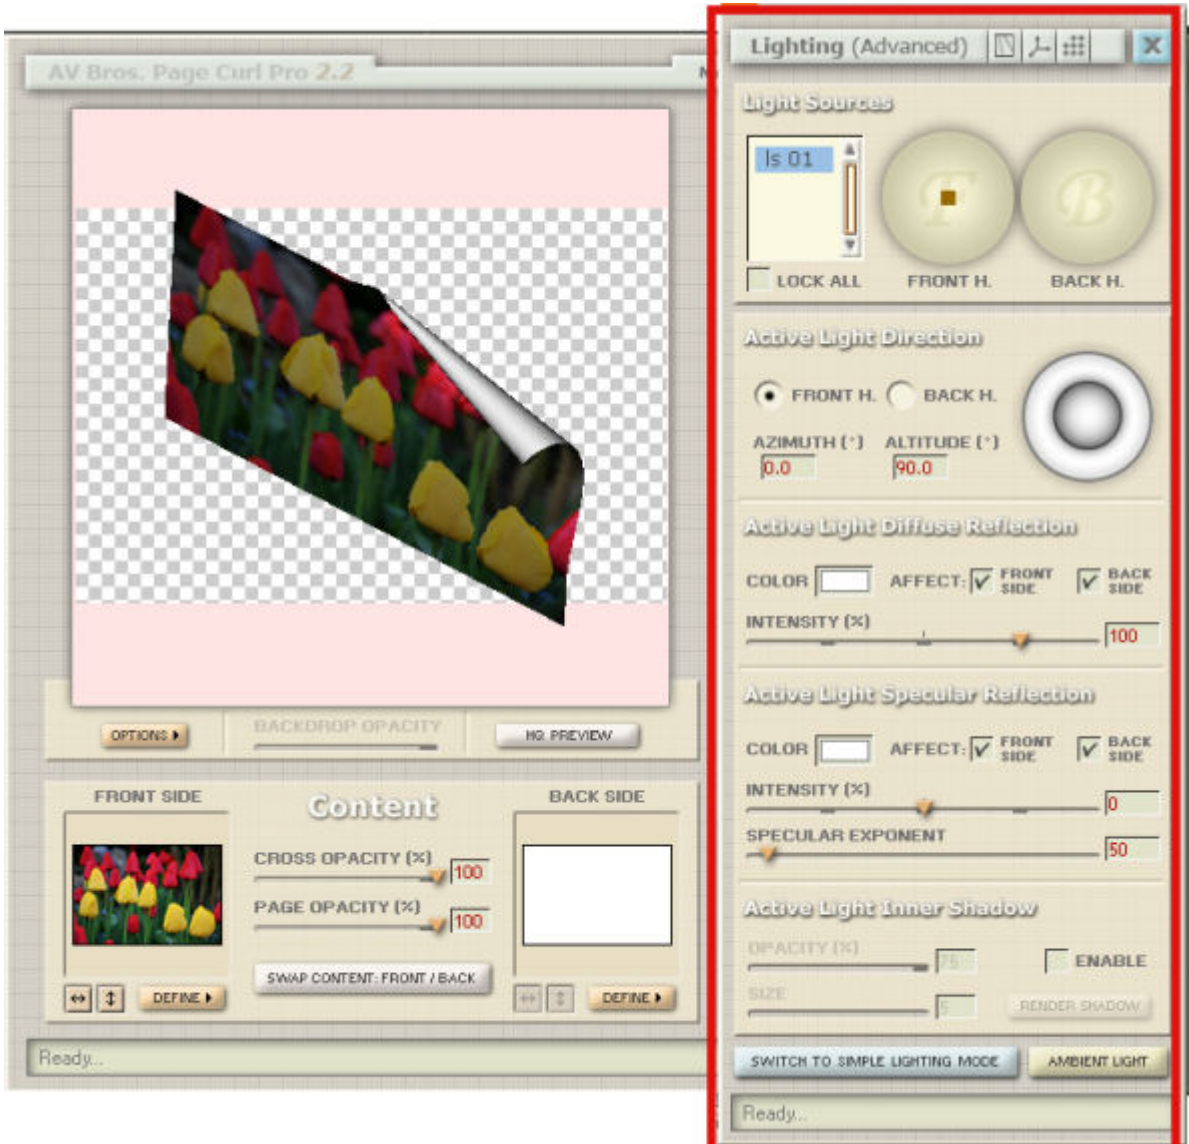 AV Bros. Page Curl Pro 2.2
OPTIONS
BACKDROP OPACITY
HQ PREVIEW
FRONT SIDE
Content
BACK SIDE
CROSS OPACITY (%)
100
PAGE OPACITY (%)
100
SWAP CONTENT: FRONT / BACK
DEFINE
DEFINE
Ready...
Lighting (Advanced)
X
Light Sources
ls 01
F
B
LOCK ALL
FRONT H.
BACK H.
Active Light Direction
FRONT H.
BACK H.
AZIMUTH (°)
ALTITUDE (°)
0.0
90.0
Active Light Diffuse Reflection
COLOR
AFFECT:
FRONT SIDE
BACK SIDE
INTENSITY (%)
100
Active Light Specular Reflection
COLOR
AFFECT:
FRONT SIDE
BACK SIDE
INTENSITY (%)
0
SPECULAR EXPONENT
50
Active Light Inner Shadow
OPACITY (%)
75
ENABLE
SIZE
5
RENDER SHADOW
SWITCH TO SIMPLE LIGHTING MODE
AMBIENT LIGHT
Ready...